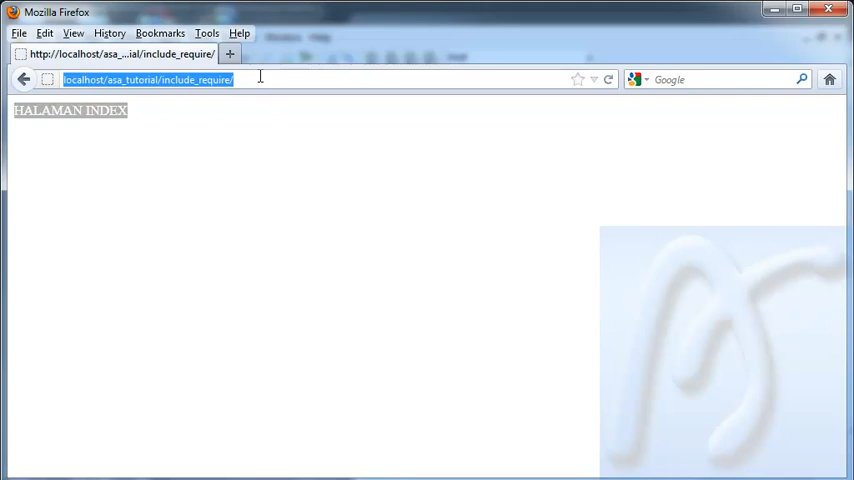 Mozilla Firefox
File Edit View History Bookmarks Tools Help
http://localhost/asa_...ial/include_require/
localhost/asa_tutorial/include_require/
Google
HALAMAN INDEX